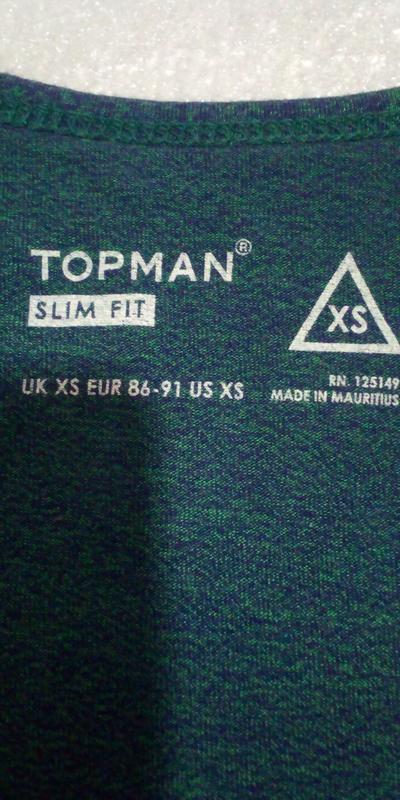 TOPMAN®
SLIM FIT
XS
UK XS EUR 86-91 US XS
RN. 125149
MADE IN MAURITIUS